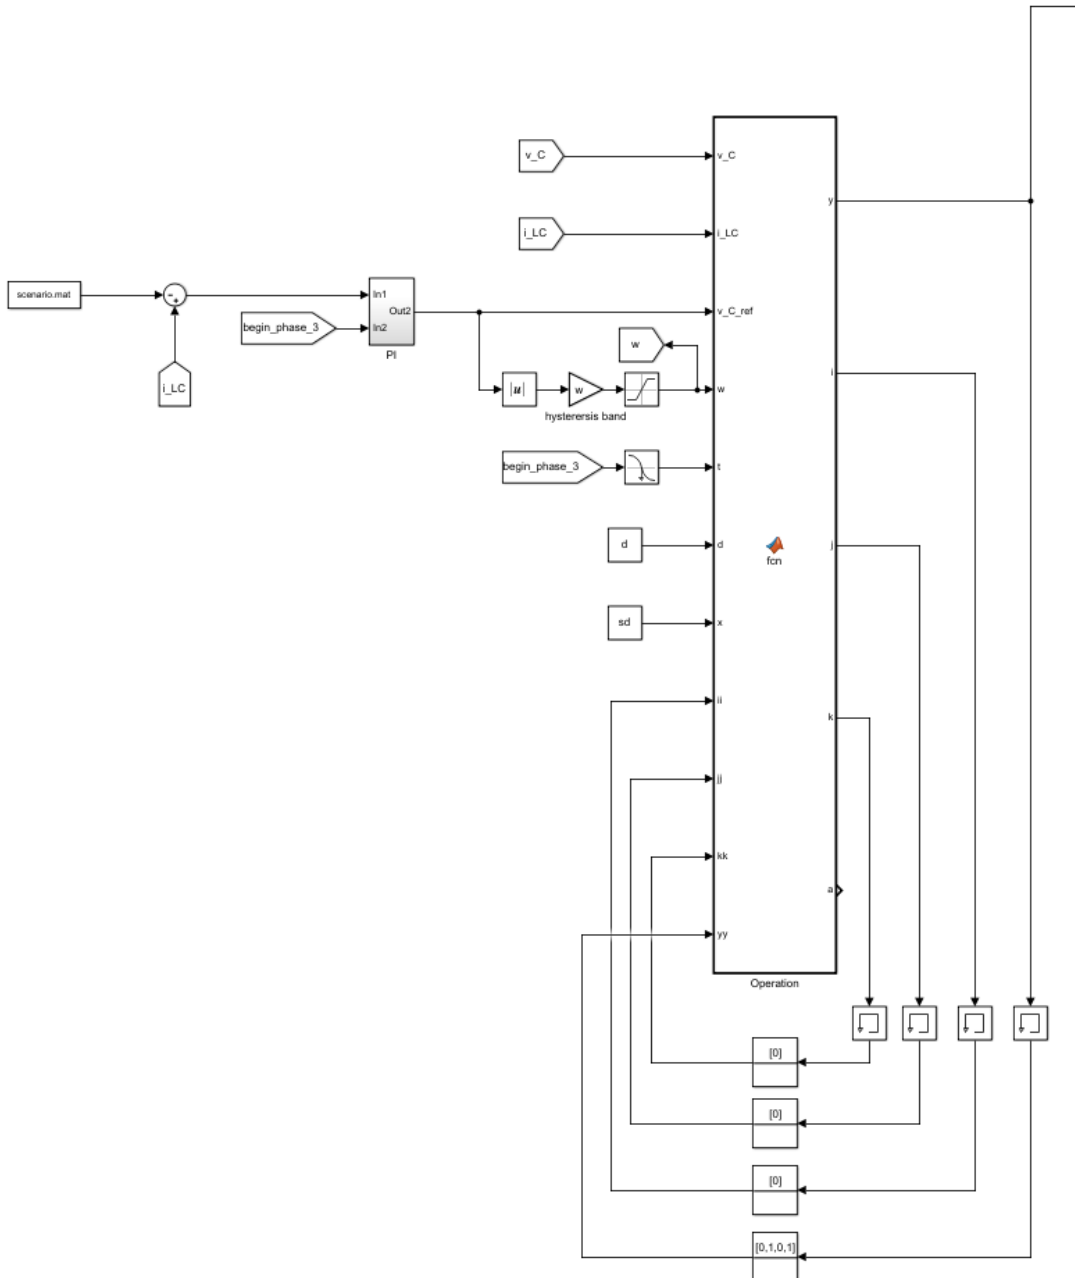 v_C
v_C
y
i_LC
i_LC
scenario.mat
-
+
In1
Out2
v_C_ref
begin_phase_3
In2
PI
w
i
i_LC
|u|
w
w
hysterersis band
begin_phase_3
t
d
d
j
fcn
sd
x
ii
k
jj
kk
a
yy
Operation
[0]
[0]
[0]
[0,1,0,1]